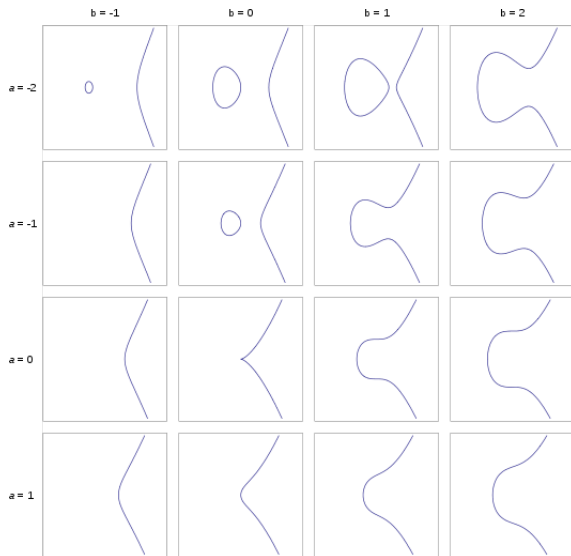 b = -1 b = 0 b = 1 b = 2
a = -2
a = -1
a = 0
a = 1